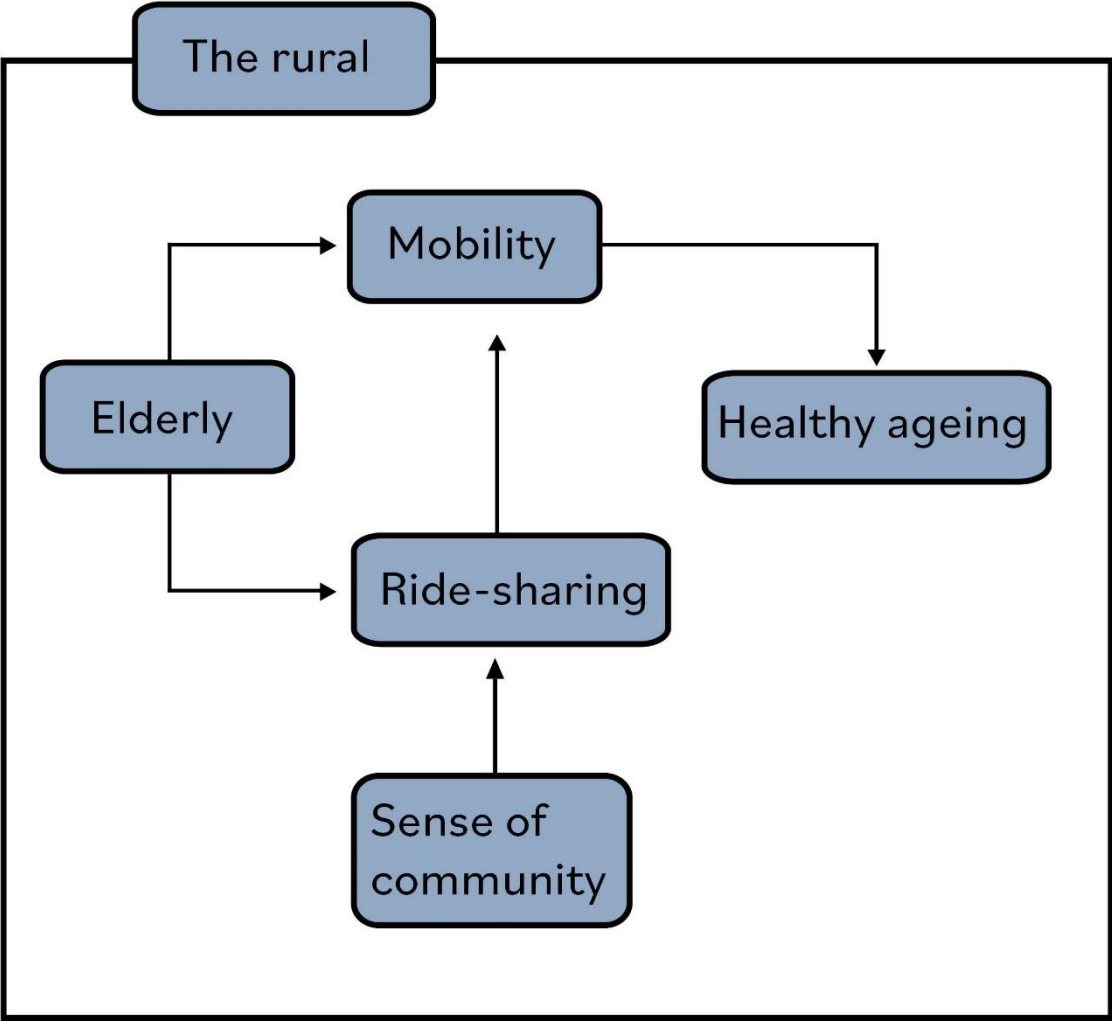 The rural
Mobility
Elderly
Healthy ageing
Ride-sharing
Sense of
community